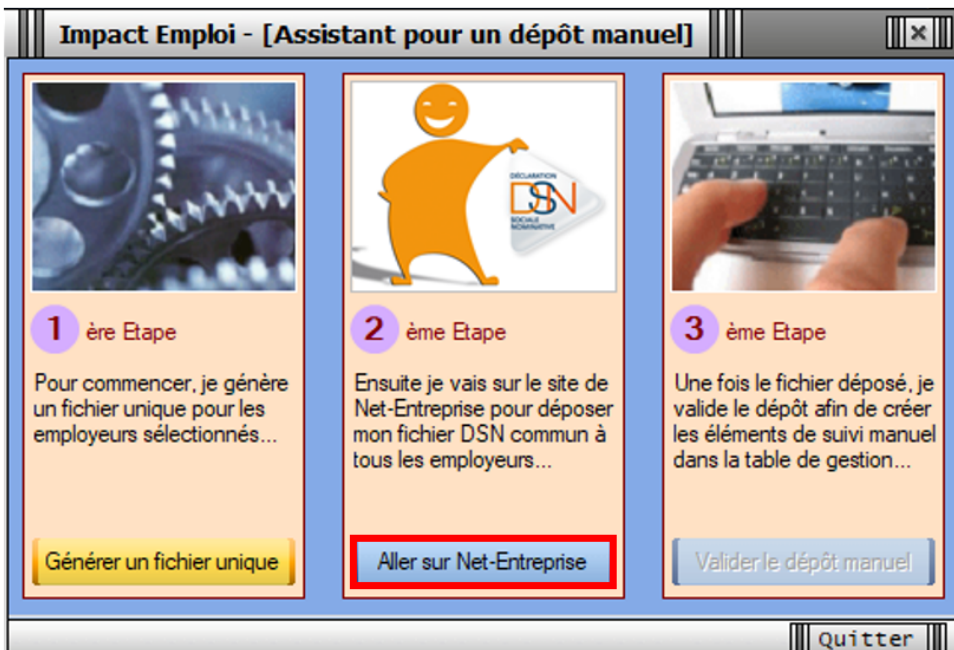 Impact Emploi - [Assistant pour un dépôt manuel]
DÉCLARATION
DSN
SOCIALE
NOMINATIVE
1 ère Etape
Pour commencer, je génère
un fichier unique pour les
employeurs sélectionnés...
Générer un fichier unique
2 ème Etape
Ensuite je vais sur le site de
Net-Entreprise pour déposer
mon fichier DSN commun à
tous les employeurs...
Aller sur Net-Entreprise
3 ème Etape
Une fois le fichier déposé, je
valide le dépôt afin de créer
les éléments de suivi manuel
dans la table de gestion...
Valider le dépôt manuel
Quitter